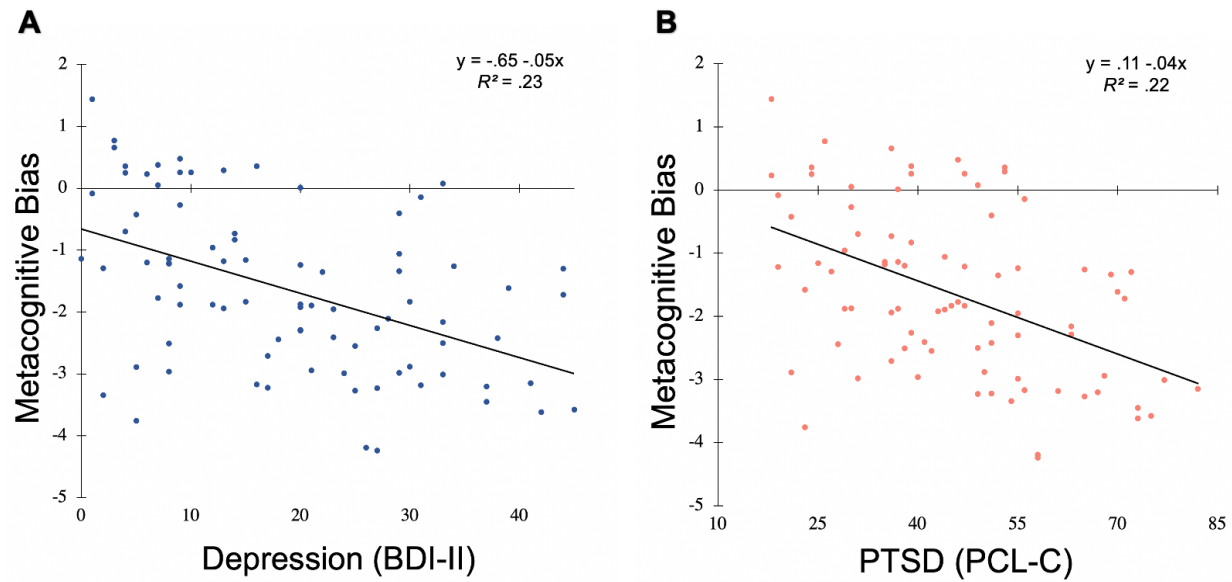 A
y = -.65 -.05x
R² = .23
2
1
0
-1
-2
-3
-4
-5
0 10 20 30 40
Metacognitive Bias
Depression (BDI-II)
B
y = .11 -.04x
R² = .22
2
1
0
-1
-2
-3
-4
-5
10 25 40 55 70 85
Metacognitive Bias
PTSD (PCL-C)